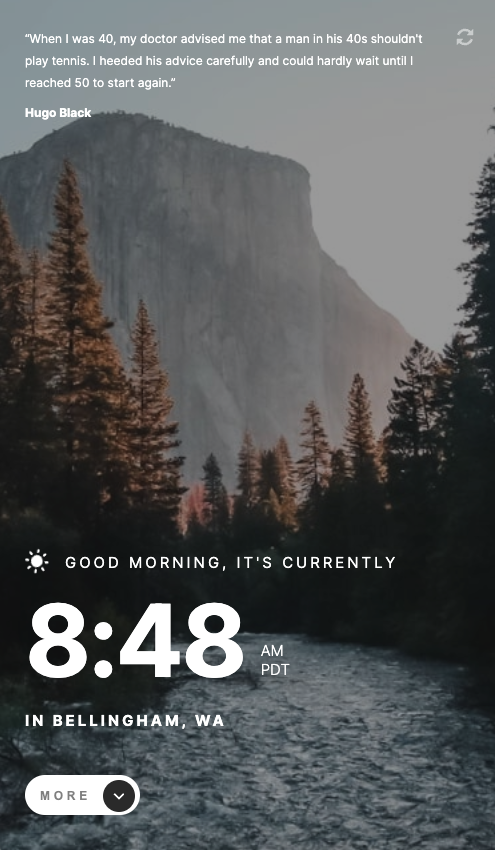 “When I was 40, my doctor advised me that a man in his 40s shouldn't
play tennis. I heeded his advice carefully and could hardly wait until I
reached 50 to start again.”
Hugo Black
GOOD MORNING, IT'S CURRENTLY
8:48 AM PDT
IN BELLINGHAM, WA
MORE